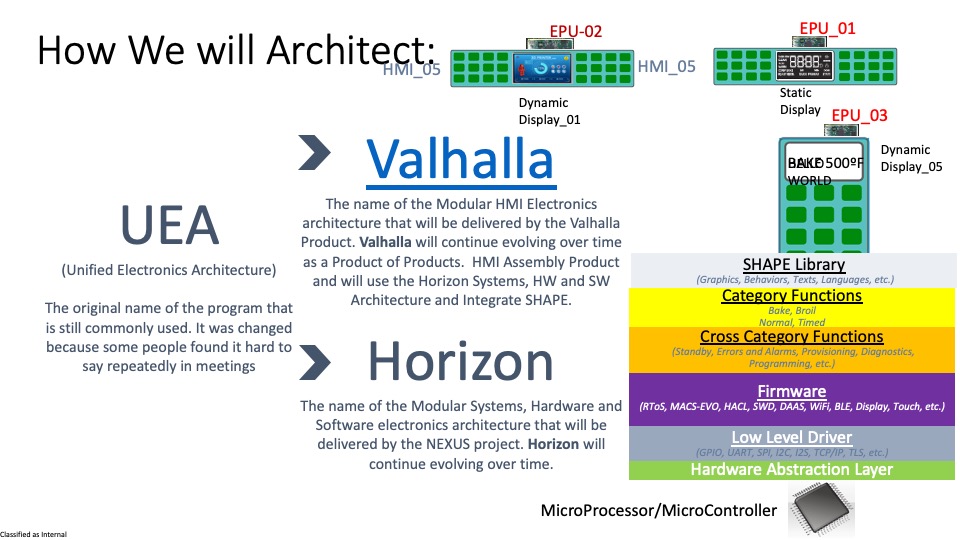 How We will Architect:
EPU-02
HMI_05
HMI_05
Dynamic
Display_01
EPU_01
Static
Display
EPU_03
Dynamic
Display_05
BAKE 500ºF
WORLD
UEA
(Unified Electronics Architecture)
The original name of the program that
is still commonly used. It was changed
because some people found it hard to
say repeatedly in meetings
Valhalla
The name of the Modular HMI Electronics
architecture that will be delivered by the Valhalla
Product. Valhalla will continue evolving over time
as a Product of Products. HMI Assembly Product
and will use the Horizon Systems, HW and SW
Architecture and Integrate SHAPE.
Horizon
The name of the Modular Systems, Hardware and
Software electronics architecture that will be
delivered by the NEXUS project. Horizon will
continue evolving over time.
SHAPE Library
(Graphics, Behaviors, Texts, Languages, etc.)
Category Functions
Bake, Broil
Normal, Timed
Cross Category Functions
(Standby, Errors and Alarms, Provisioning, Diagnostics,
Programming, etc.)
Firmware
(RToS, MACS-EVO, HACL, SWD, DAAS, WiFi, BLE, Display, Touch, etc.)
Low Level Driver
(GPIO, UART, SPI, I2C, I2S, TCP/IP, TLS, etc.)
Hardware Abstraction Layer
MicroProcessor/MicroController
Classified as Internal